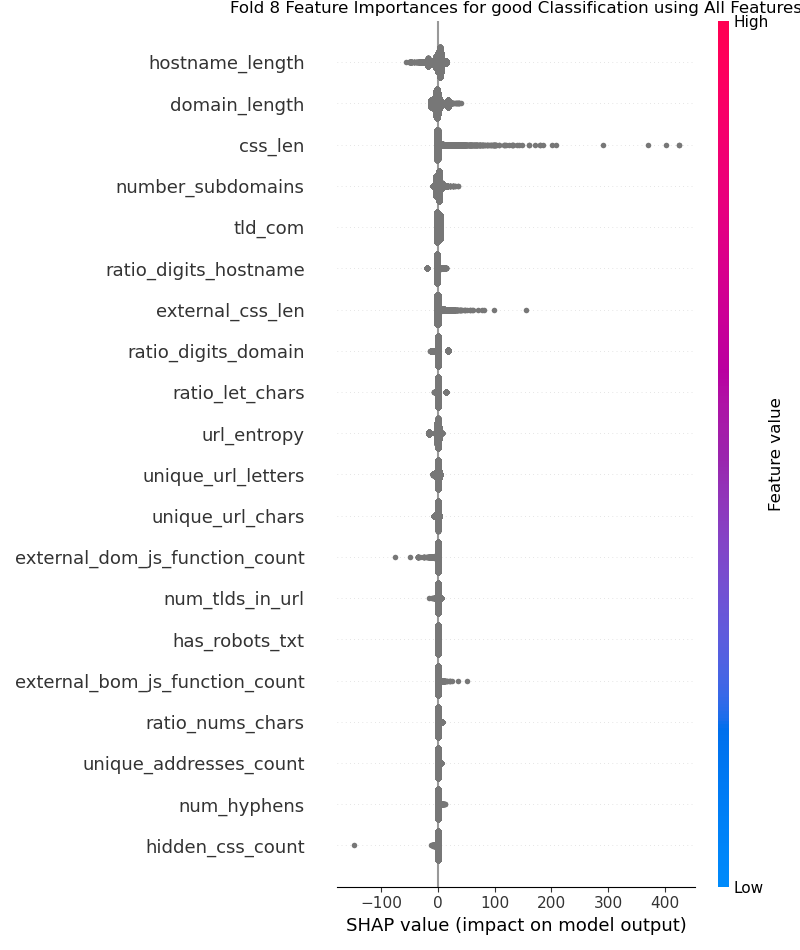 Fold 8 Feature Importances for good Classification using All Features
High
hostname_length
domain_length
css_len
number_subdomains
tld_com
ratio_digits_hostname
external_css_len
ratio_digits_domain
ratio_let_chars
url_entropy
unique_url_letters
unique_url_chars
external_dom_js_function_count
num_tlds_in_url
has_robots_txt
external_bom_js_function_count
ratio_nums_chars
unique_addresses_count
num_hyphens
hidden_css_count
Feature value
Low
−100 0 100 200 300 400
SHAP value (impact on model output)